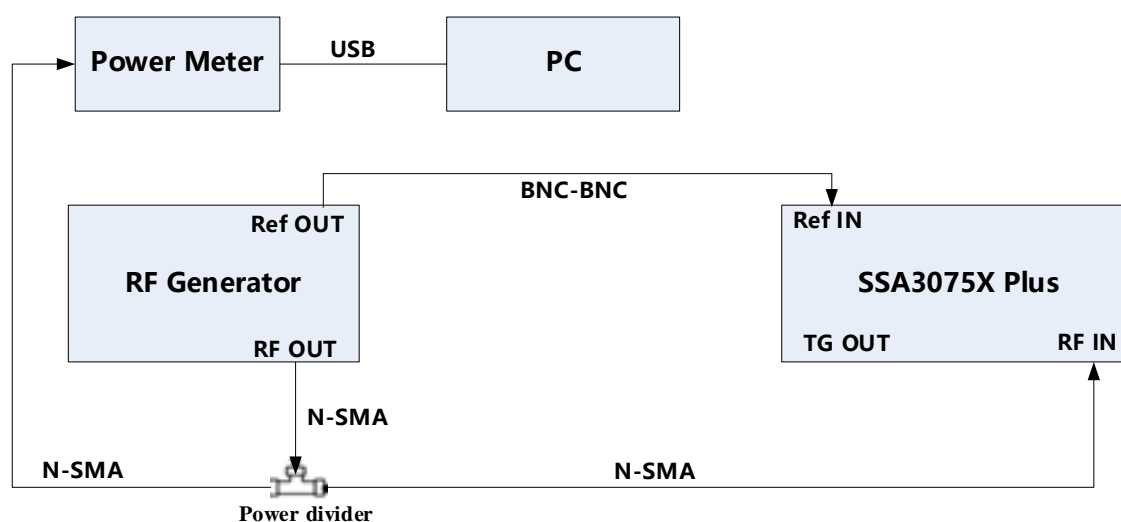 Power Meter
USB
PC
BNC-BNC
Ref OUT
RF Generator
RF OUT
Ref IN
SSA3075X Plus
TG OUT
RF IN
N-SMA
N-SMA
N-SMA
Power divider